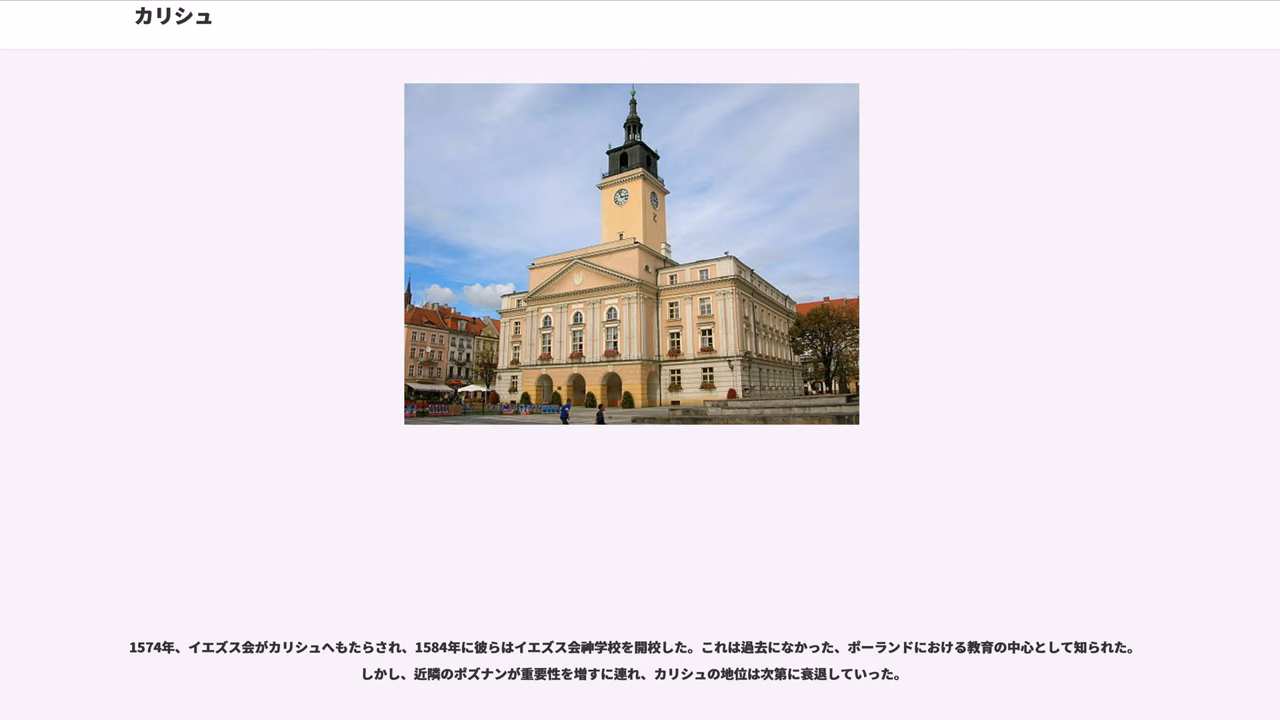 カリシュ
1574年、イエズス会がカリシュへもたらされ、1584年に彼らはイエズス会神学校を開校した。これは過去になかった、ポーランドにおける教育の中心として知られた。
しかし、近隣のポズナンが重要性を増すに連れ、カリシュの地位は次第に衰退していった。